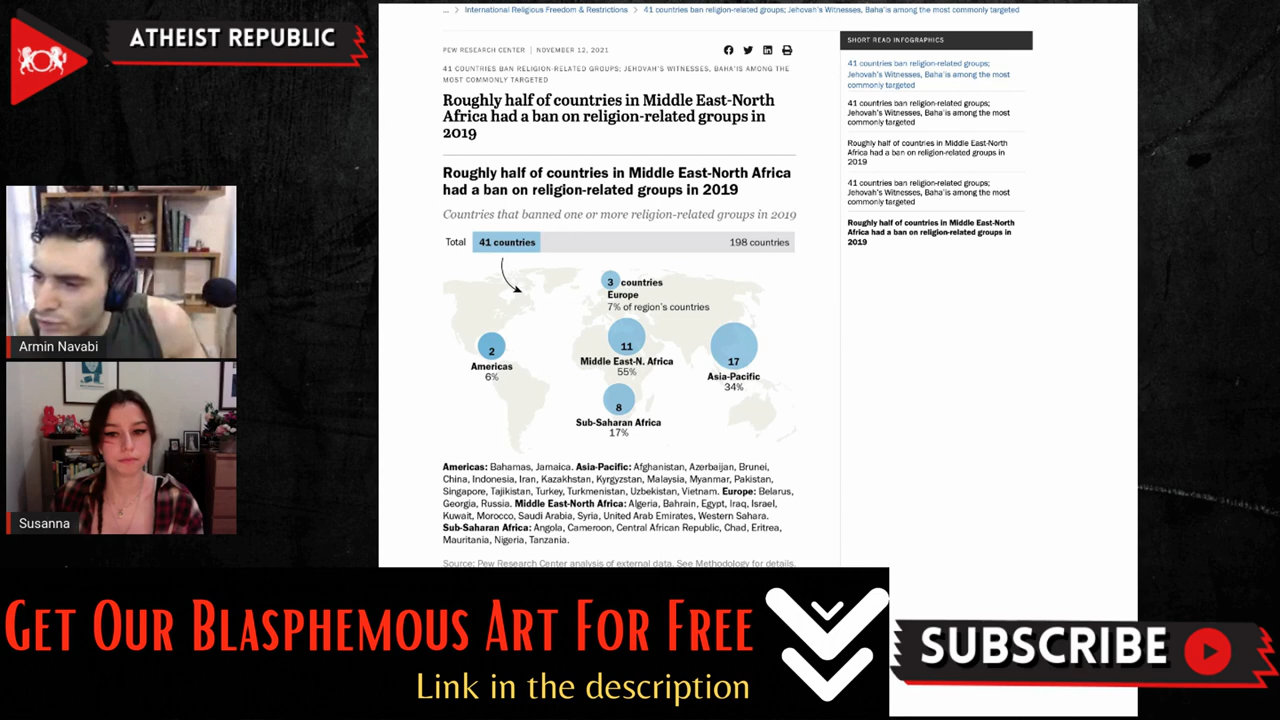 ATHEIST REPUBLIC
... > International Religious Freedom & Restrictions > 41 countries ban religion-related groups; Jehovah's Witnesses, Baha'is among the most commonly targeted
PEW RESEARCH CENTER | NOVEMBER 12, 2021
41 COUNTRIES BAN RELIGION-RELATED GROUPS; JEHOVAH'S WITNESSES, BAHA'IS AMONG THE
MOST COMMONLY TARGETED
Roughly half of countries in Middle East-North
Africa had a ban on religion-related groups in
2019
Roughly half of countries in Middle East-North Africa
had a ban on religion-related groups in 2019
Countries that banned one or more religion-related groups in 2019
Total 41 countries 198 countries
3 countries
Europe
7% of region's countries
2
Americas
6%
11
Middle East-N. Africa
55%
17
Asia-Pacific
34%
8
Sub-Saharan Africa
17%
Americas: Bahamas, Jamaica. Asia-Pacific: Afghanistan, Azerbaijan, Brunei,
China, Indonesia, Iran, Kazakhstan, Kyrgyzstan, Malaysia, Myanmar, Pakistan,
Singapore, Tajikistan, Turkey, Turkmenistan, Uzbekistan, Vietnam. Europe: Belarus,
Georgia, Russia. Middle East-North Africa: Algeria, Bahrain, Egypt, Iraq, Israel,
Kuwait, Morocco, Saudi Arabia, Syria, United Arab Emirates, Western Sahara.
Sub-Saharan Africa: Angola, Cameroon, Central African Republic, Chad, Eritrea,
Mauritania, Nigeria, Tanzania.
Source: Pew Research Center analysis of external data. See Methodology for details.
SHORT READ INFOGRAPHICS
41 countries ban religion-related groups;
Jehovah's Witnesses, Baha'is among the most
commonly targeted
41 countries ban religion-related groups;
Jehovah's Witnesses, Baha'is among the most
commonly targeted
Roughly half of countries in Middle East-North
Africa had a ban on religion-related groups in
2019
41 countries ban religion-related groups;
Jehovah's Witnesses, Baha'is among the most
commonly targeted
Roughly half of countries in Middle East-North
Africa had a ban on religion-related groups in
2019
Armin Navabi
Susanna
GET OUR BLASPHEMOUS ART FOR FREE
Link in the description
SUBSCRIBE